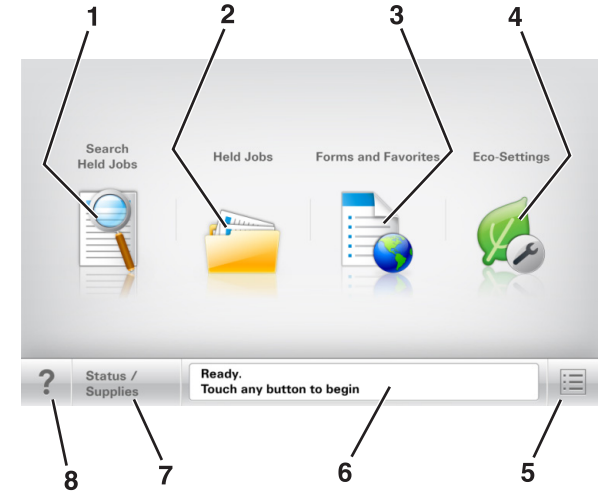 1
2
3
4
Search
Held Jobs
Held Jobs
Forms and Favorites
Eco-Settings
?
Status /
Supplies
Ready.
Touch any button to begin
8
7
6
5